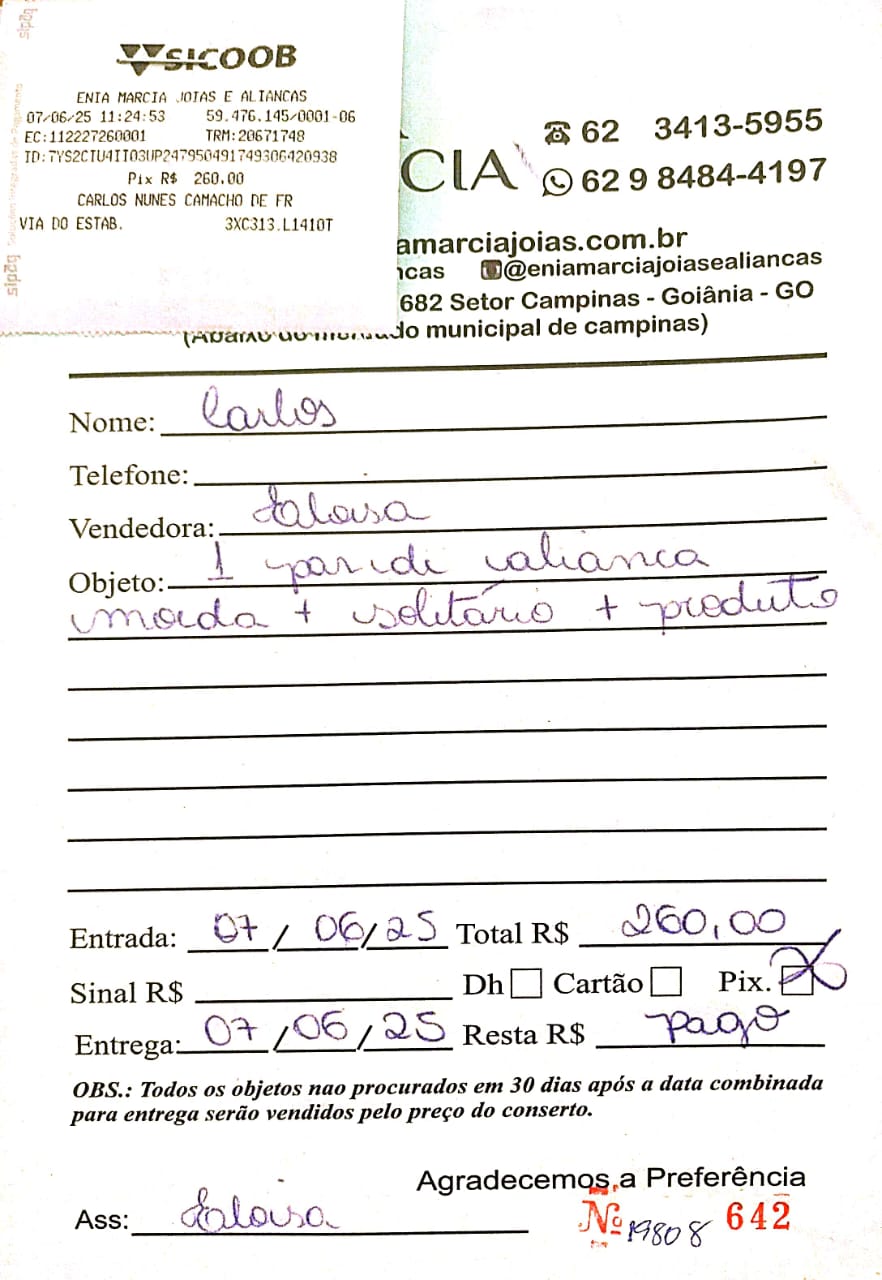 SICOOB
ENIA MARCIA JOIAS E ALIANCAS
07/06/25 11:24:53 59.476.145/0001-06
EC:112227260001 TRM:20671748
ID:7YS2CTU4IT03UP247950491749306420938
Pix R$ 260.00
CARLOS NUNES CAMACHO DE FR
VIA DO ESTAB. 3XC313.L1410T
sipag
CIA
62 3413-5955
62 9 8484-4197
amarciajoias.com.br
ncas @eniamarciajoiasealiancas
682 Setor Campinas - Goiânia - GO
(Abaixo do mercado municipal de campinas)
Nome: Carlos
Telefone:
Vendedora: Eloisa
Objeto: 1 par de alianca
moeda + solitário + produto
Entrada: 07/06/25 Total R$ 260,00
Sinal R$ Dh Cartão Pix.
Entrega: 07/06/25 Resta R$ pago
OBS.: Todos os objetos nao procurados em 30 dias após a data combinada
para entrega serão vendidos pelo preço do conserto.
Agradecemos a Preferência
Ass: Eloisa
Nº 19808 642